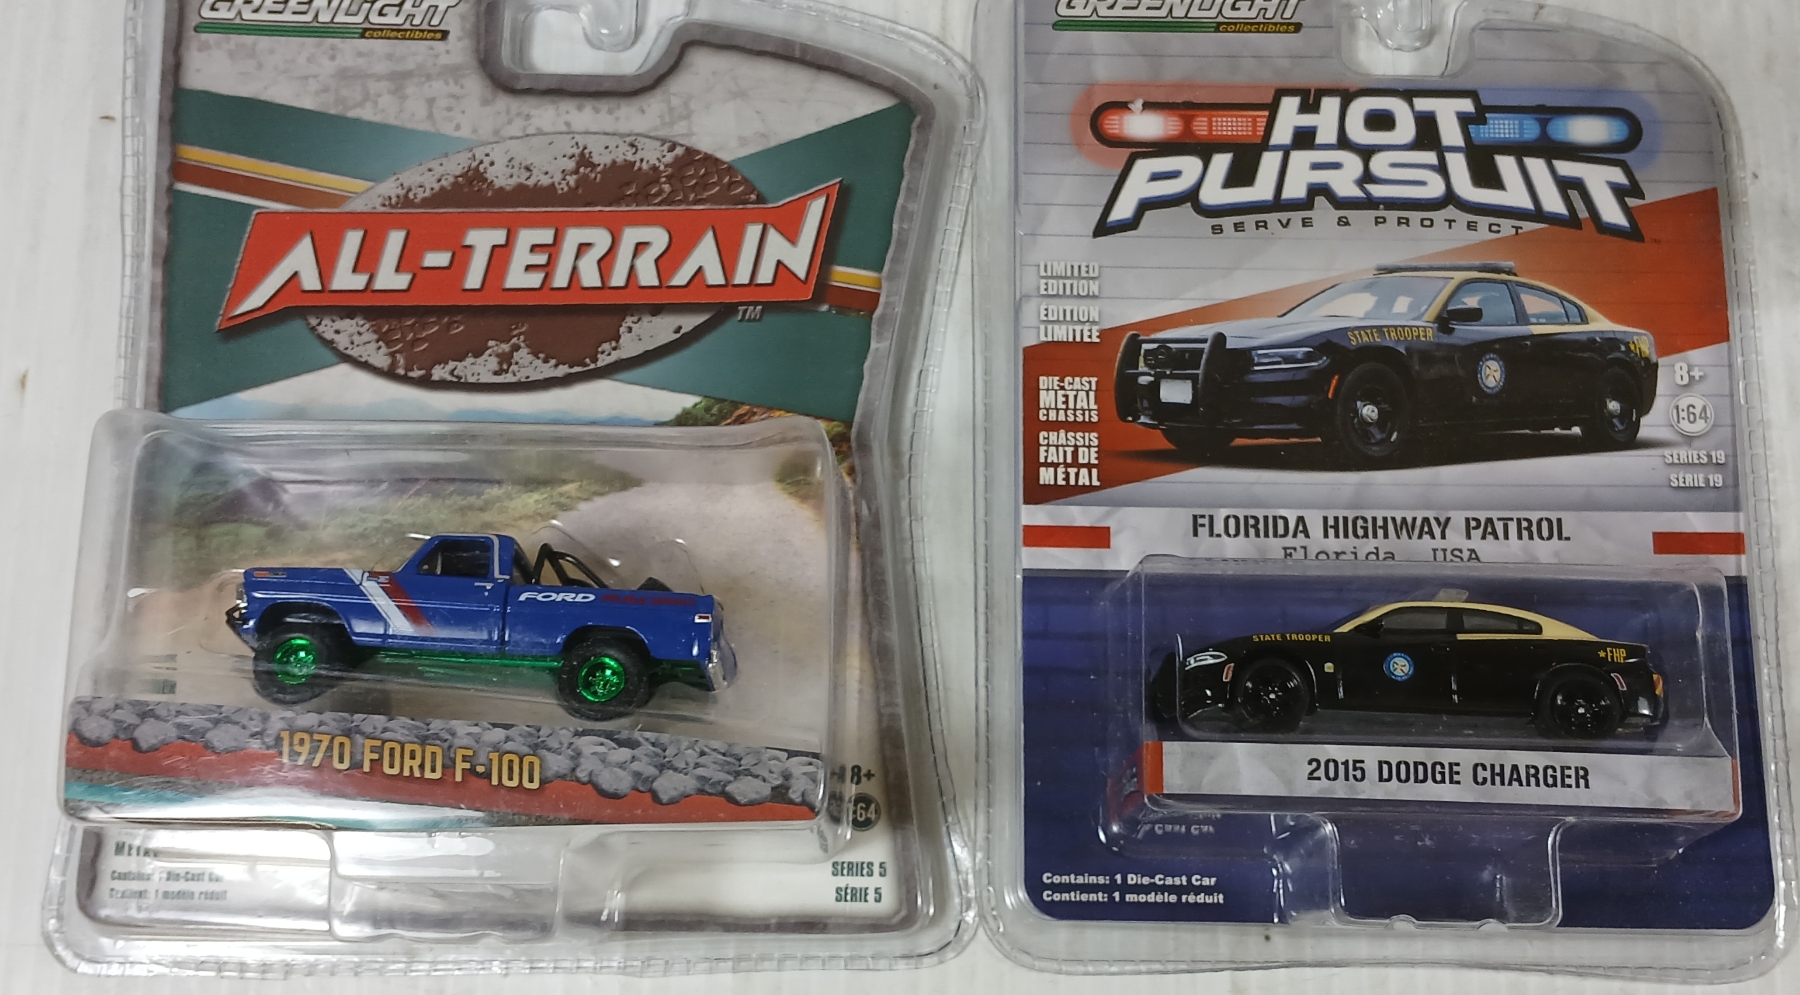 GREENLIGHT
collectibles
ALL-TERRAIN
TM
FORD
1970 FORD F-100
8+
:64
METAL
Contains: 1 Die-Cast Car
Contient: 1 modèle réduit
SERIES 5
SÉRIE 5
GREENLIGHT
collectibles
HOT
PURSUIT
SERVE & PROTECT
LIMITED
EDITION
ÉDITION
LIMITÉE
DIE-CAST
METAL
CHASSIS
CHÂSSIS
FAIT DE
MÉTAL
STATE TROOPER
★FHP
8+
1:64
SERIES 19
SÉRIE 19
FLORIDA HIGHWAY PATROL
Florida, USA
STATE TROOPER
★FHP
2015 DODGE CHARGER
Contains: 1 Die-Cast Car
Contient: 1 modèle réduit